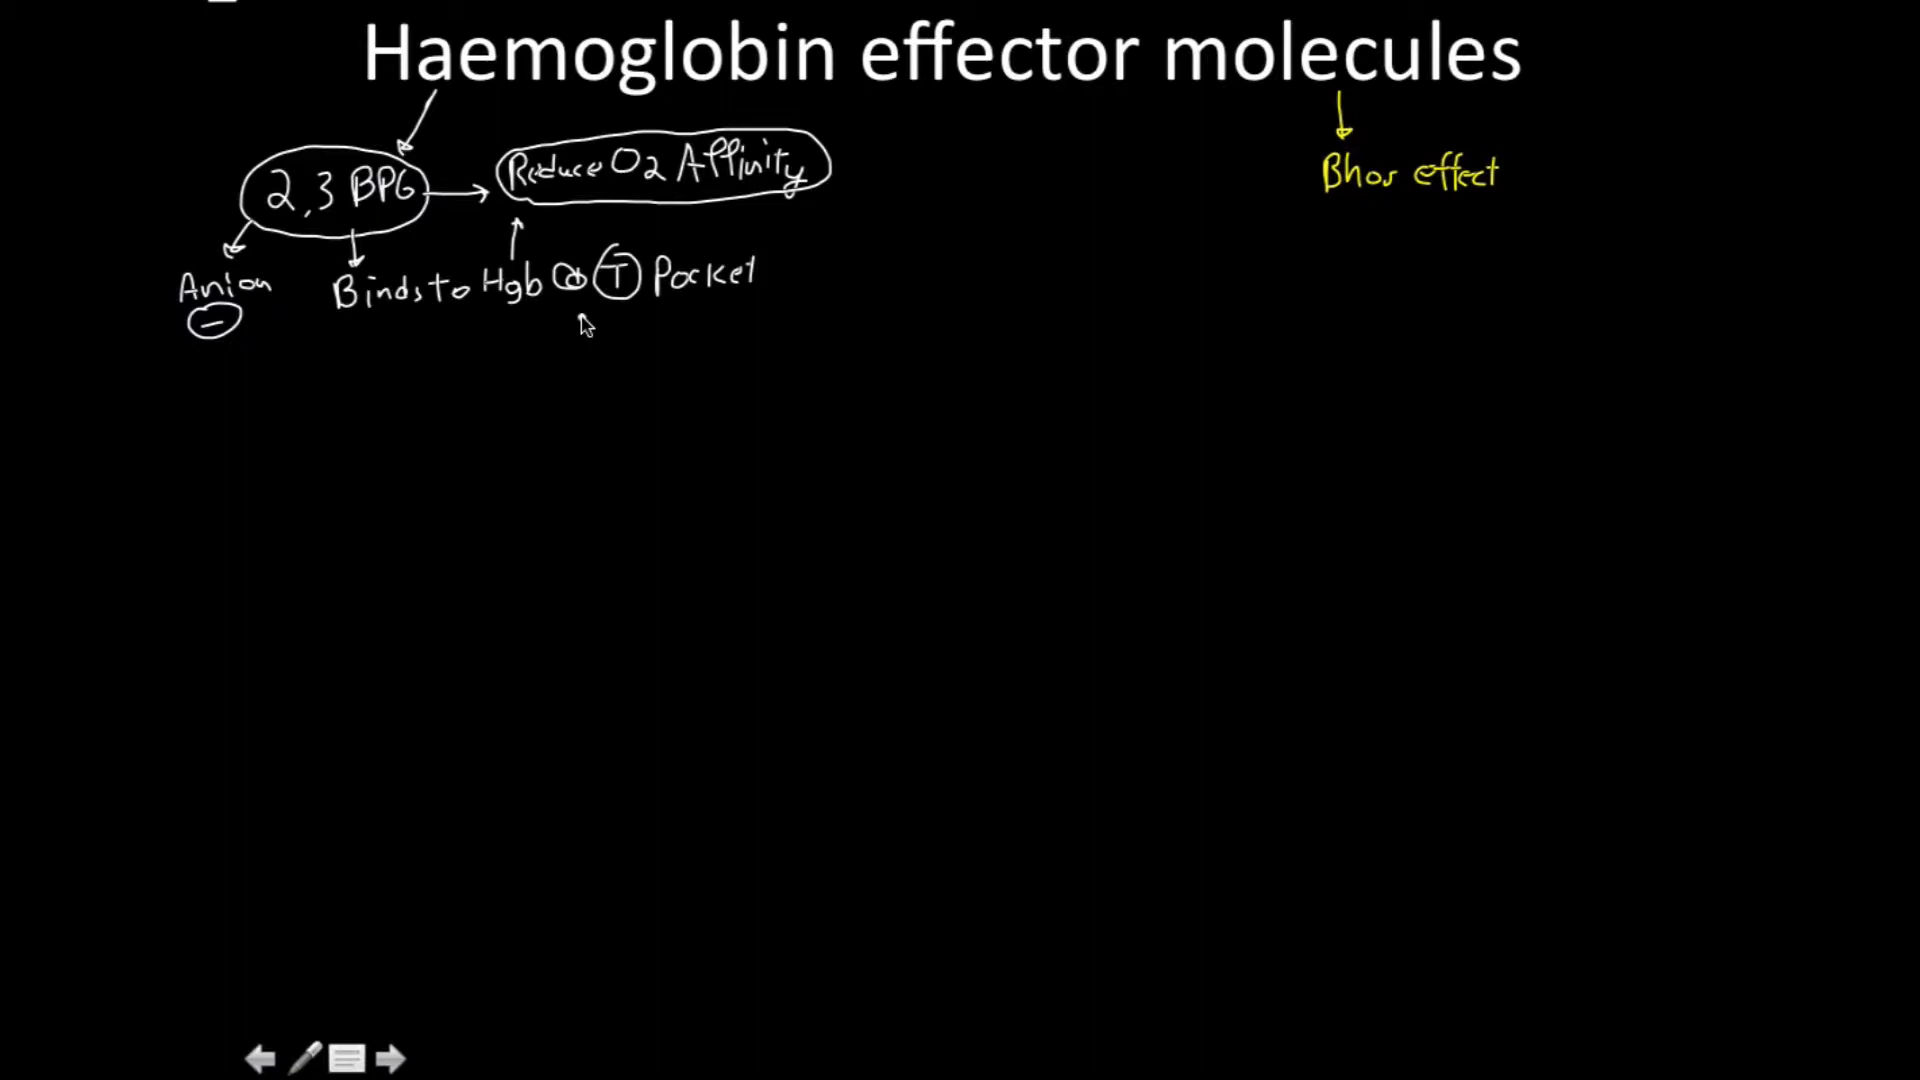 Haemoglobin effector molecules
2,3 BPG
Reduce O2 Affinity
Bhor effect
Anion
−
Binds to Hgb @ T Pocket